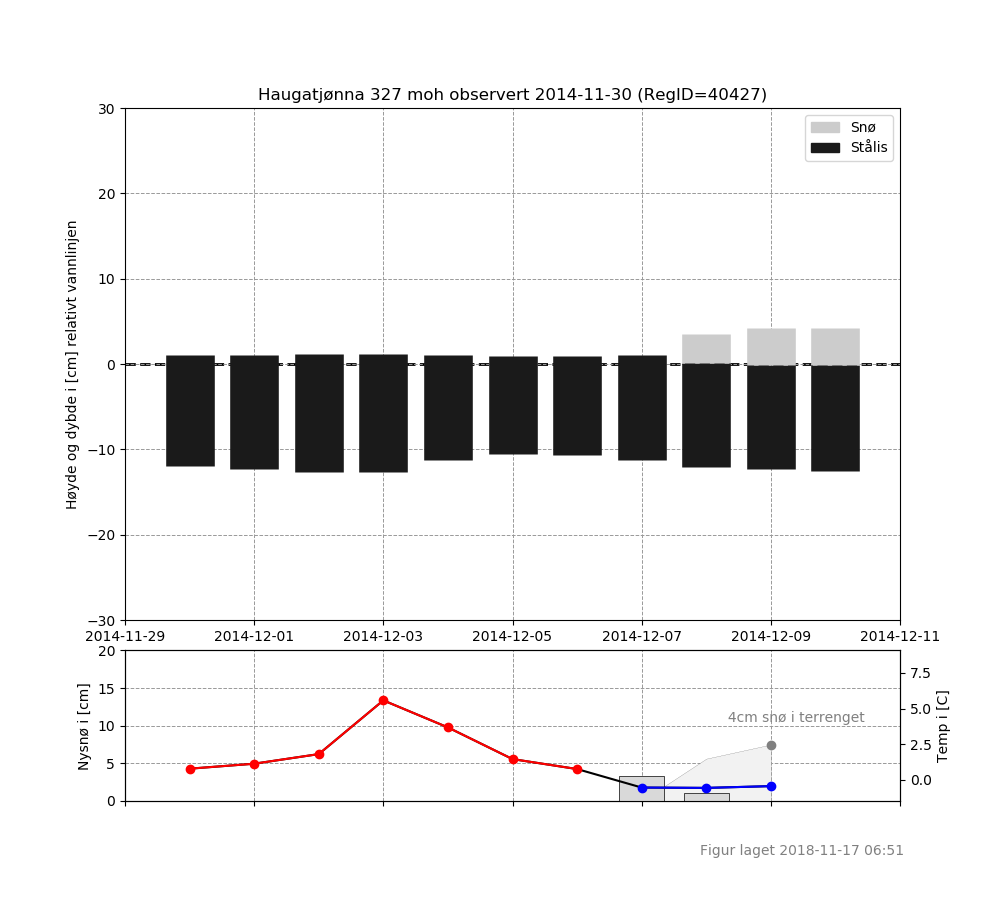 Haugatjønna 327 moh observert 2014-11-30 (RegID=40427)
Høyde og dybde i [cm] relativt vannlinjen
30
20
10
0
−10
−20
−30
Snø
Stålis
2014-11-29
2014-12-01
2014-12-03
2014-12-05
2014-12-07
2014-12-09
2014-12-11
Nysnø i [cm]
20
15
10
5
0
4cm snø i terrenget
7.5
5.0
2.5
0.0
Temp i [C]
Figur laget 2018-11-17 06:51